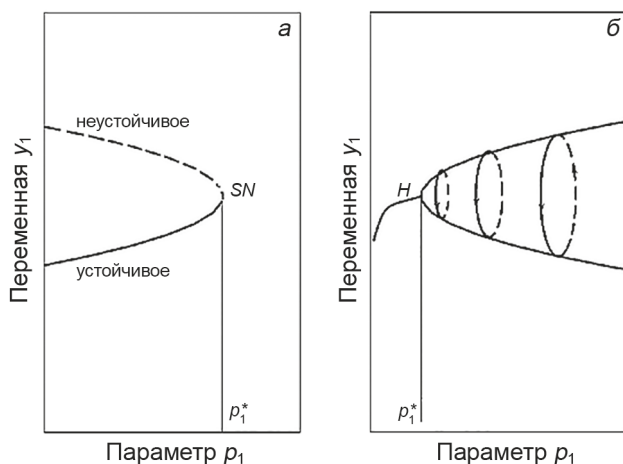 а
Переменная y₁
неустойчивое
SN
устойчивое
p₁*
Параметр p₁
б
Переменная y₁
H
p₁*
Параметр p₁